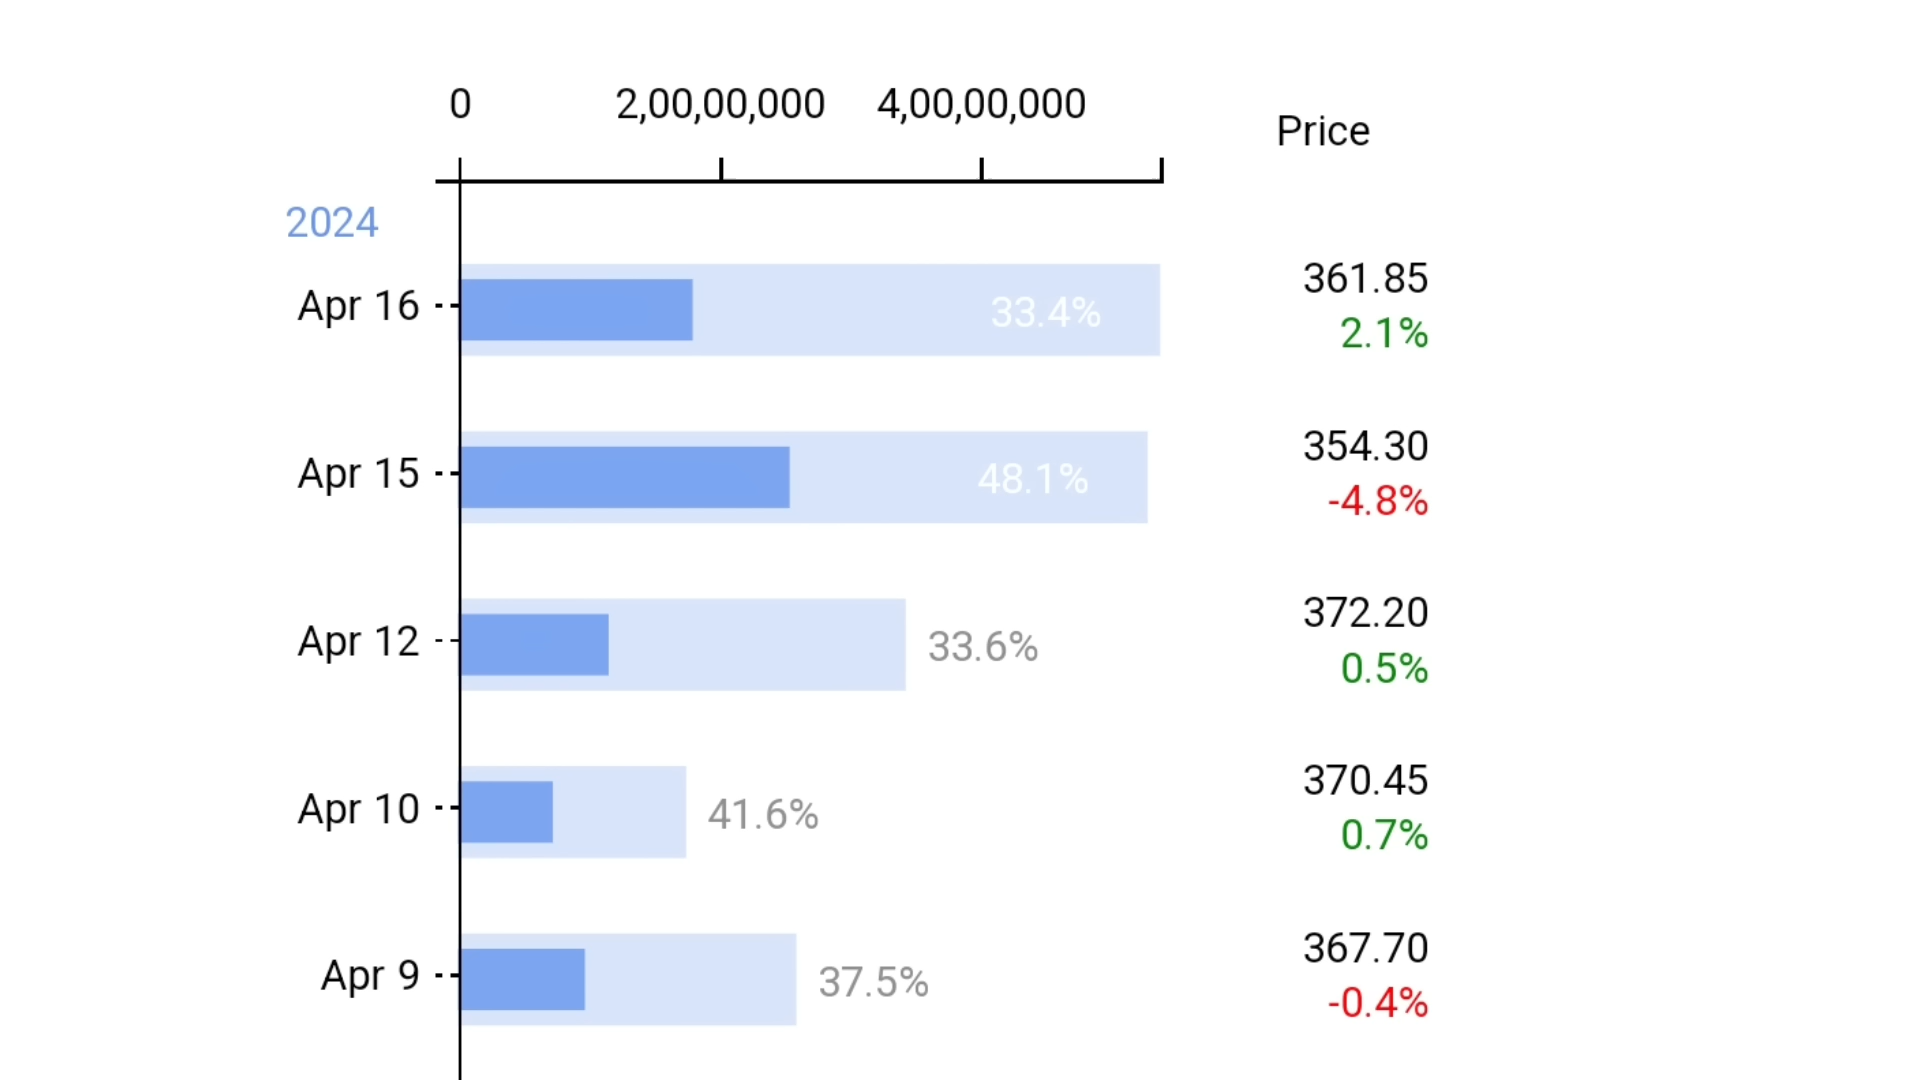 0 2,00,00,000 4,00,00,000
Price
2024
Apr 16 33.4% 361.85
2.1%
Apr 15 48.1% 354.30
-4.8%
Apr 12 33.6% 372.20
0.5%
Apr 10 41.6% 370.45
0.7%
Apr 9 37.5% 367.70
-0.4%